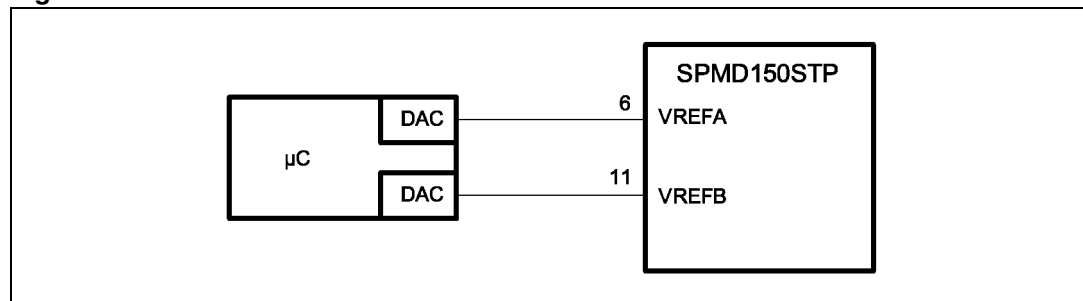 SPMD150STP
DAC
6
VREFA
µC
DAC
11
VREFB